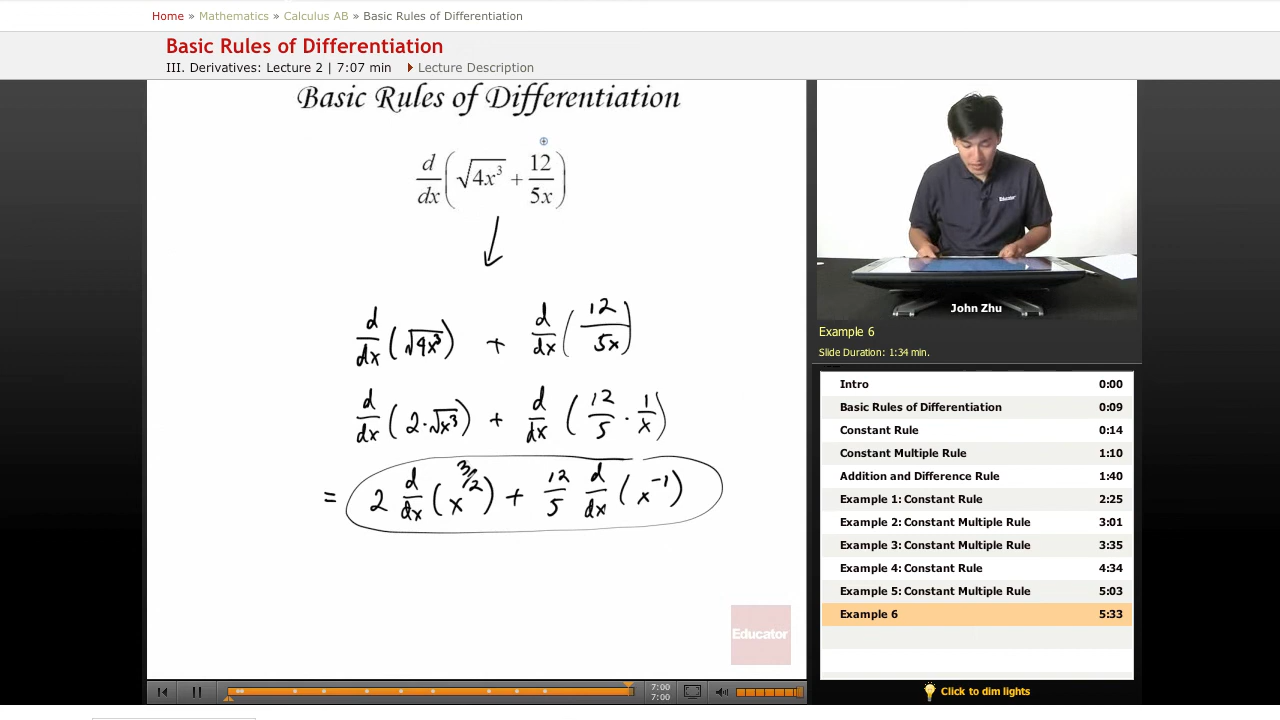 Home » Mathematics » Calculus AB » Basic Rules of Differentiation
Basic Rules of Differentiation
III. Derivatives: Lecture 2 | 7:07 min Lecture Description
Basic Rules of Differentiation
d/dx(√4x³ + 12/5x)
d/dx(√4x³) + d/dx(12/5x)
d/dx(2·√x³) + d/dx(12/5 · 1/x)
= 2 d/dx(x^3/2) + 12/5 d/dx(x^-1)
Educator
Educator
John Zhu
Example 6
Slide Duration: 1:34 min.
Intro 0:00
Basic Rules of Differentiation 0:09
Constant Rule 0:14
Constant Multiple Rule 1:10
Addition and Difference Rule 1:40
Example 1: Constant Rule 2:25
Example 2: Constant Multiple Rule 3:01
Example 3: Constant Multiple Rule 3:35
Example 4: Constant Rule 4:34
Example 5: Constant Multiple Rule 5:03
Example 6 5:33
7:00
7:00
Click to dim lights